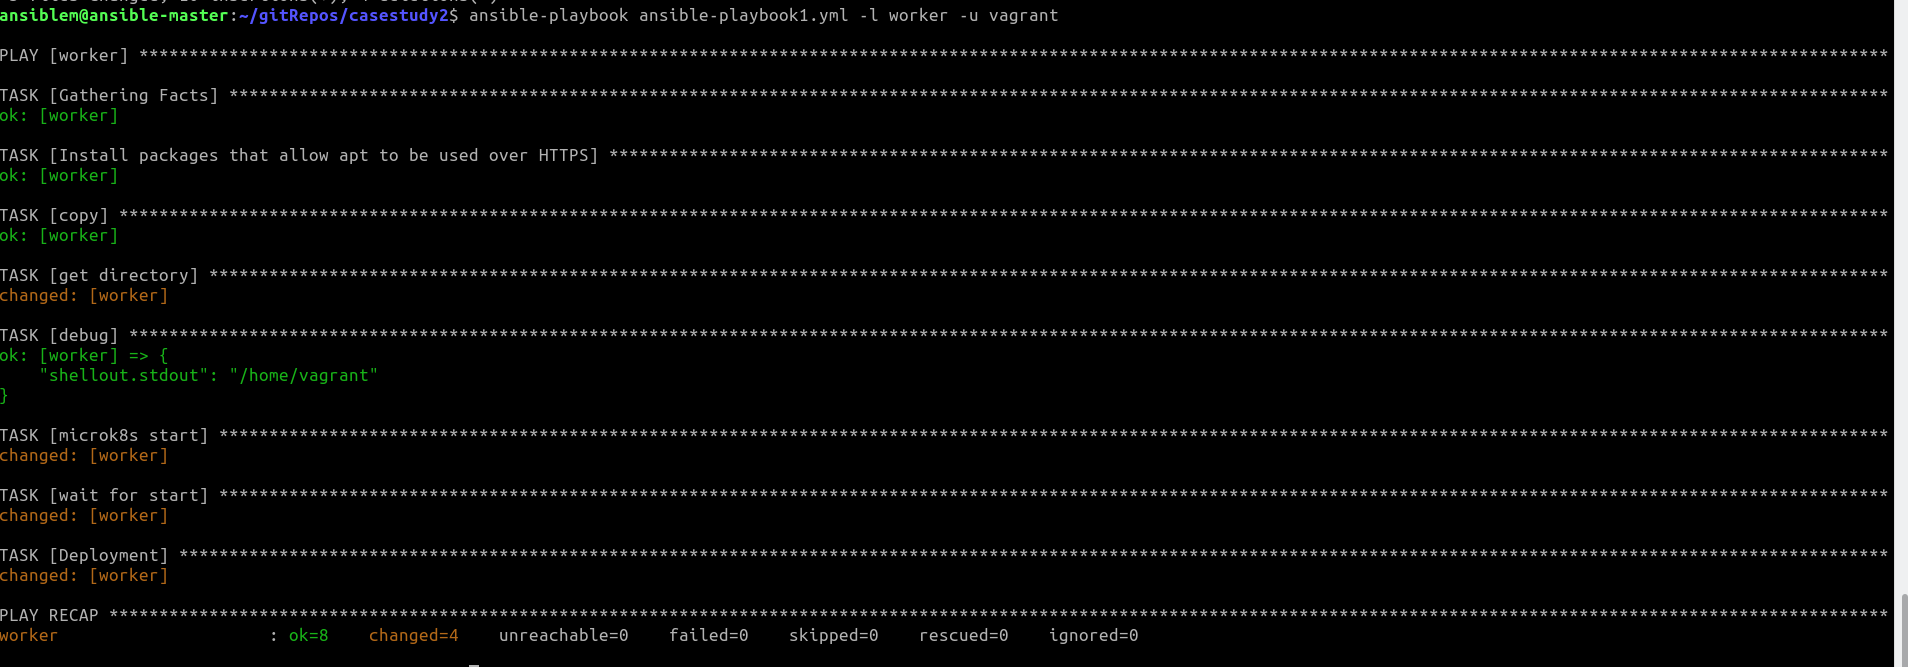 ansiblem@ansible-master:~/gitRepos/casestudy2$ ansible-playbook ansible-playbook1.yml -l worker -u vagrant
PLAY [worker] *******************************************************************************************************************************************************************************
TASK [Gathering Facts] **********************************************************************************************************************************************************************
ok: [worker]
TASK [Install packages that allow apt to be used over HTTPS] ********************************************************************************************************************************
ok: [worker]
TASK [copy] *********************************************************************************************************************************************************************************
ok: [worker]
TASK [get directory] ************************************************************************************************************************************************************************
changed: [worker]
TASK [debug] ********************************************************************************************************************************************************************************
ok: [worker] => {
    "shellout.stdout": "/home/vagrant"
}
TASK [microk8s start] ***********************************************************************************************************************************************************************
changed: [worker]
TASK [wait for start] ***********************************************************************************************************************************************************************
changed: [worker]
TASK [Deployment] ***************************************************************************************************************************************************************************
changed: [worker]
PLAY RECAP **********************************************************************************************************************************************************************************
worker                     : ok=8    changed=4    unreachable=0    failed=0    skipped=0    rescued=0    ignored=0